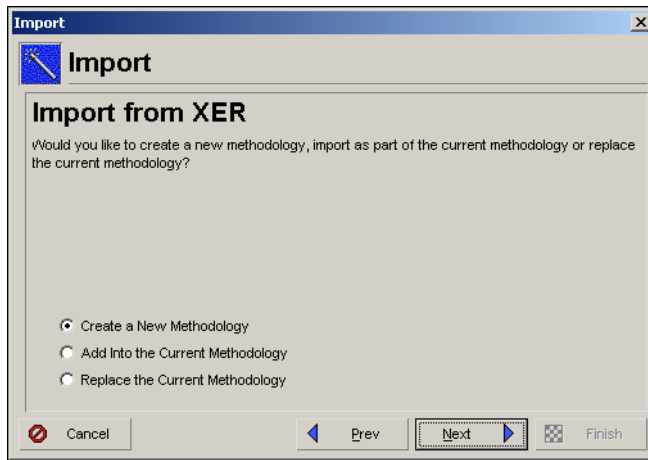 Import
Import
Import from XER
Would you like to create a new methodology, import as part of the current methodology or replace
the current methodology?
Create a New Methodology
Add Into the Current Methodology
Replace the Current Methodology
Cancel
Prev
Next
Finish